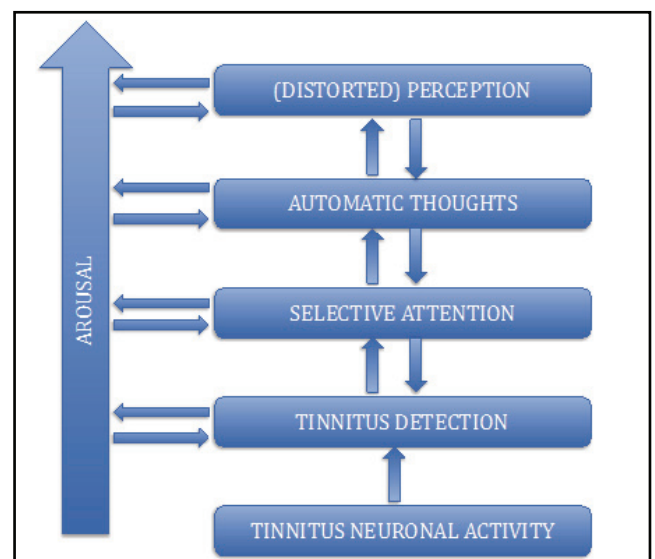 (DISTORTED) PERCEPTION
AUTOMATIC THOUGHTS
AROUSAL
SELECTIVE ATTENTION
TINNITUS DETECTION
TINNITUS NEURONAL ACTIVITY